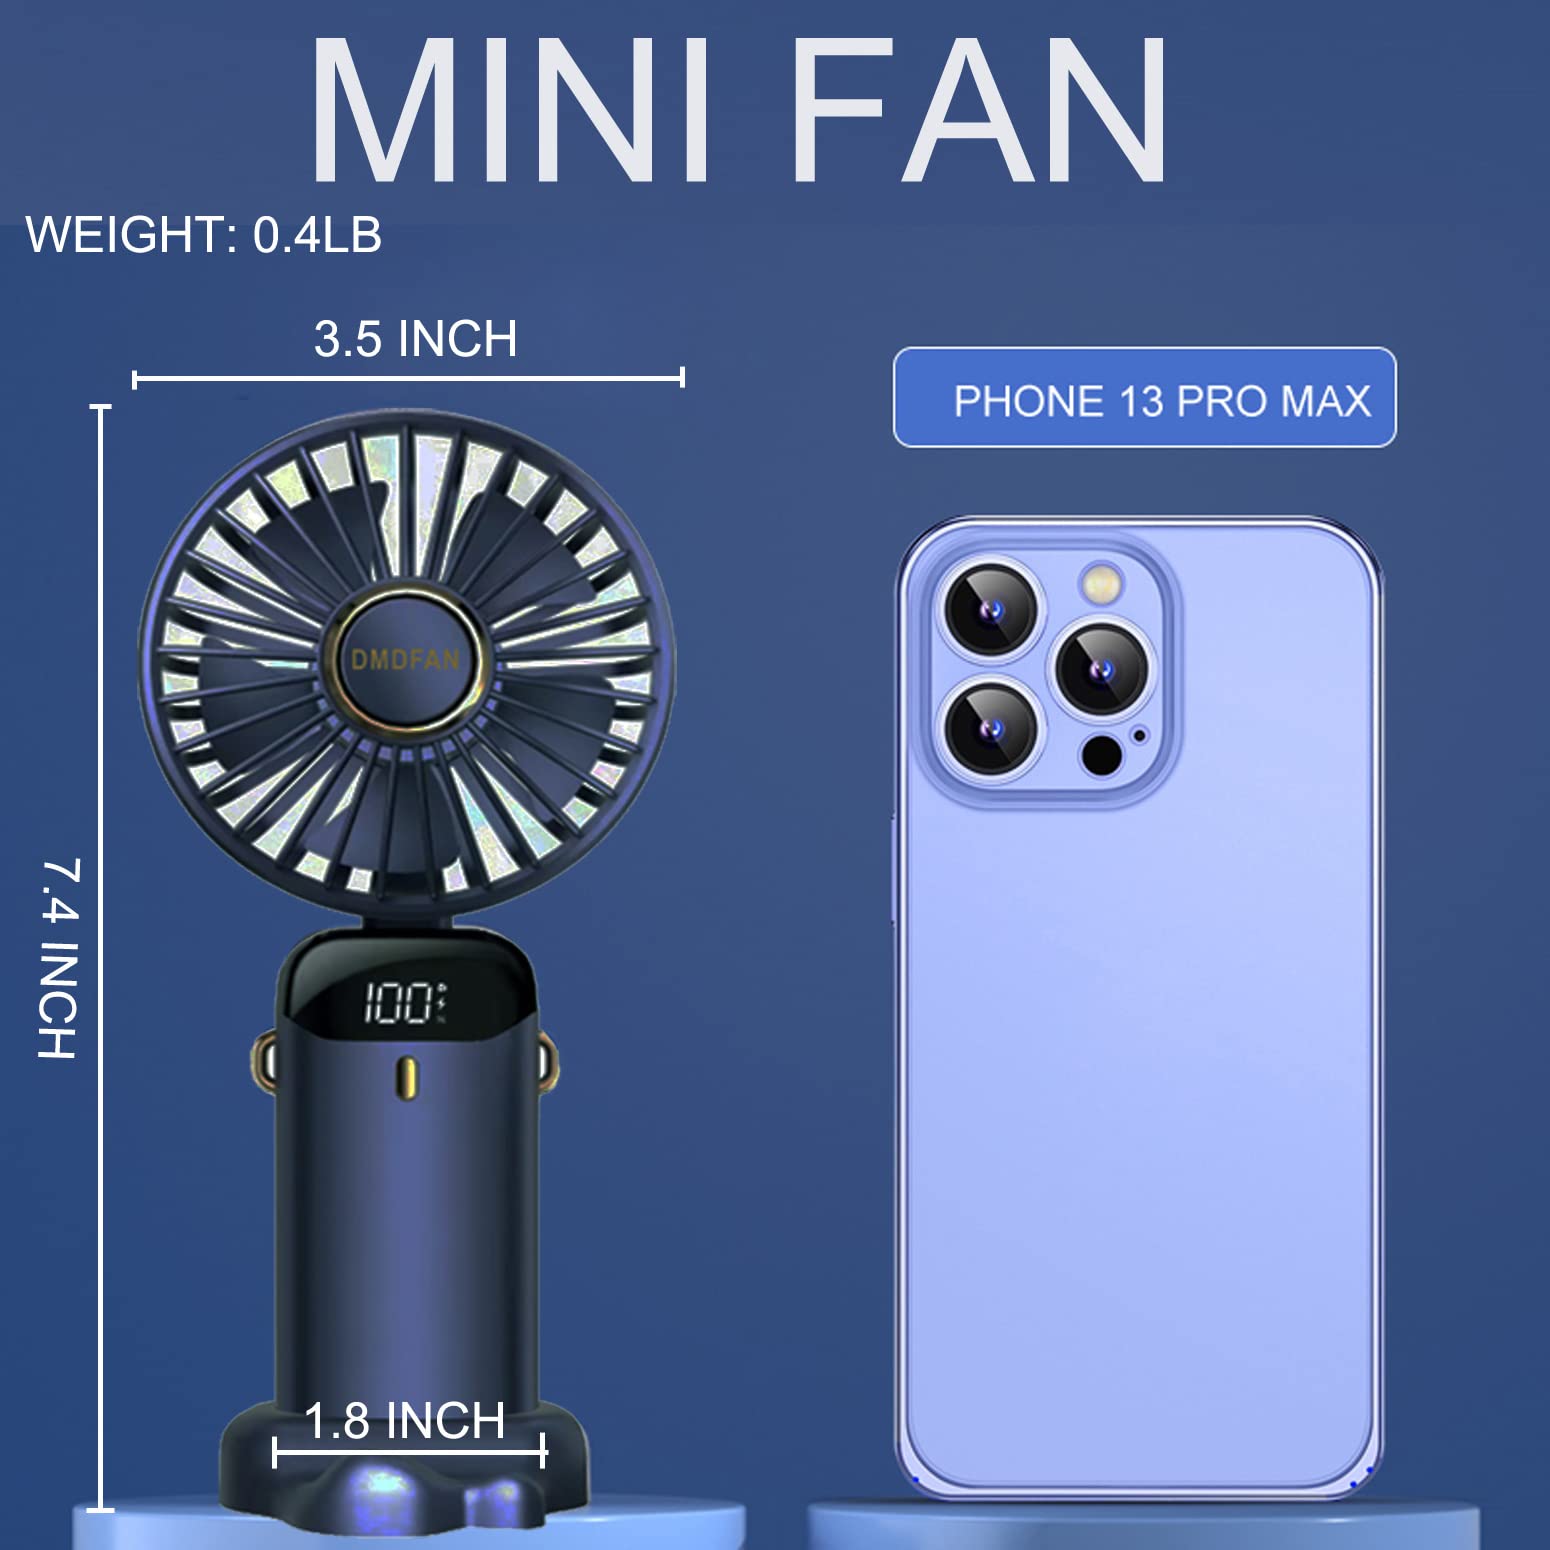 MINI FAN
WEIGHT: 0.4LB
3.5 INCH
PHONE 13 PRO MAX
DMDFAN
7.4 INCH
100
1.8 INCH